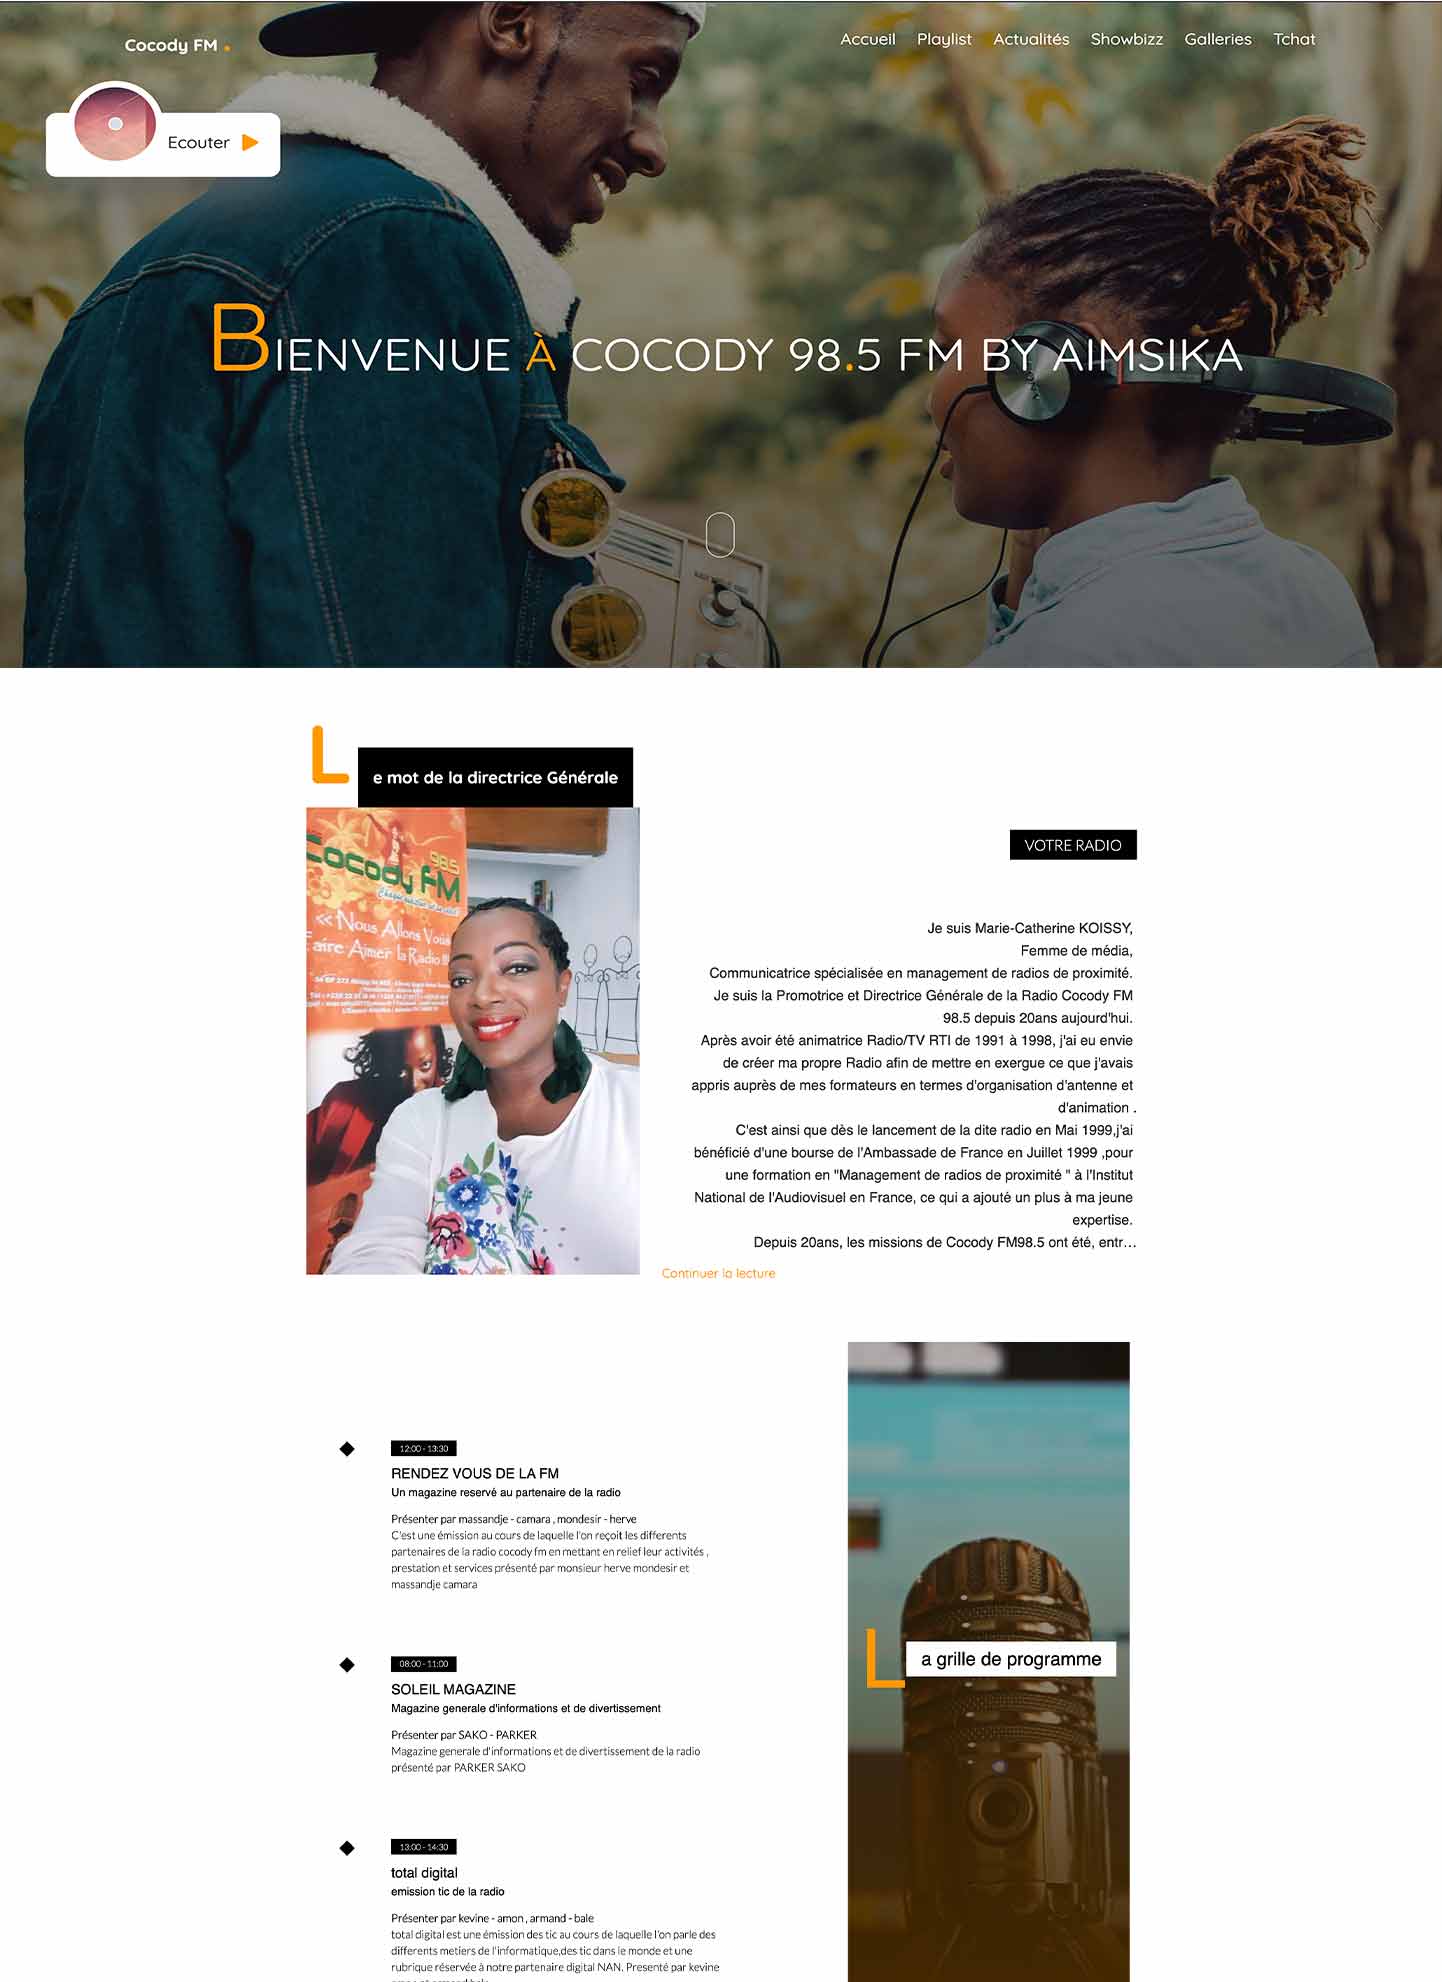 Cocody FM .
Accueil Playlist Actualités Showbizz Galleries Tchat
Ecouter
BIENVENUE À COCODY 98.5 FM BY AIMSIKA
Le mot de la directrice Générale
Cocody FM
98.5
« Nous Allons Vous
aire Aimer la Radio !!!
VOTRE RADIO
Je suis Marie-Catherine KOISSY,
Femme de média,
Communicatrice spécialisée en management de radios de proximité.
Je suis la Promotrice et Directrice Générale de la Radio Cocody FM
98.5 depuis 20ans aujourd'hui.
Après avoir été animatrice Radio/TV RTI de 1991 à 1998, j'ai eu envie
de créer ma propre Radio afin de mettre en exergue ce que j'avais
appris auprès de mes formateurs en termes d'organisation d'antenne et
d'animation .
C'est ainsi que dès le lancement de la dite radio en Mai 1999,j'ai
bénéficié d'une bourse de l'Ambassade de France en Juillet 1999 ,pour
une formation en "Management de radios de proximité " à l'Institut
National de l'Audiovisuel en France, ce qui a ajouté un plus à ma jeune
expertise.
Depuis 20ans, les missions de Cocody FM98.5 ont été, entr…
Continuer la lecture
12:00 - 13:30
RENDEZ VOUS DE LA FM
Un magazine reservé au partenaire de la radio
Présenter par massandje - camara , mondesir - herve
C'est une émission au cours de laquelle l'on reçoit les differents
partenaires de la radio cocody fm en mettant en relief leur activités ,
prestation et services présenté par monsieur herve mondesir et
massandje camara
08:00 - 11:00
SOLEIL MAGAZINE
Magazine generale d'informations et de divertissement
Présenter par SAKO - PARKER
Magazine generale d'informations et de divertissement de la radio
présenté par PARKER SAKO
13:00 - 14:30
total digital
emission tic de la radio
Présenter par kevine - amon , armand - bale
total digital est une émission des tic au cours de laquelle l'on parle des
differents metiers de l'informatique,des tic dans le monde et une
rubrique réservée à notre partenaire digital NAN. Presenté par kevine
La grille de programme